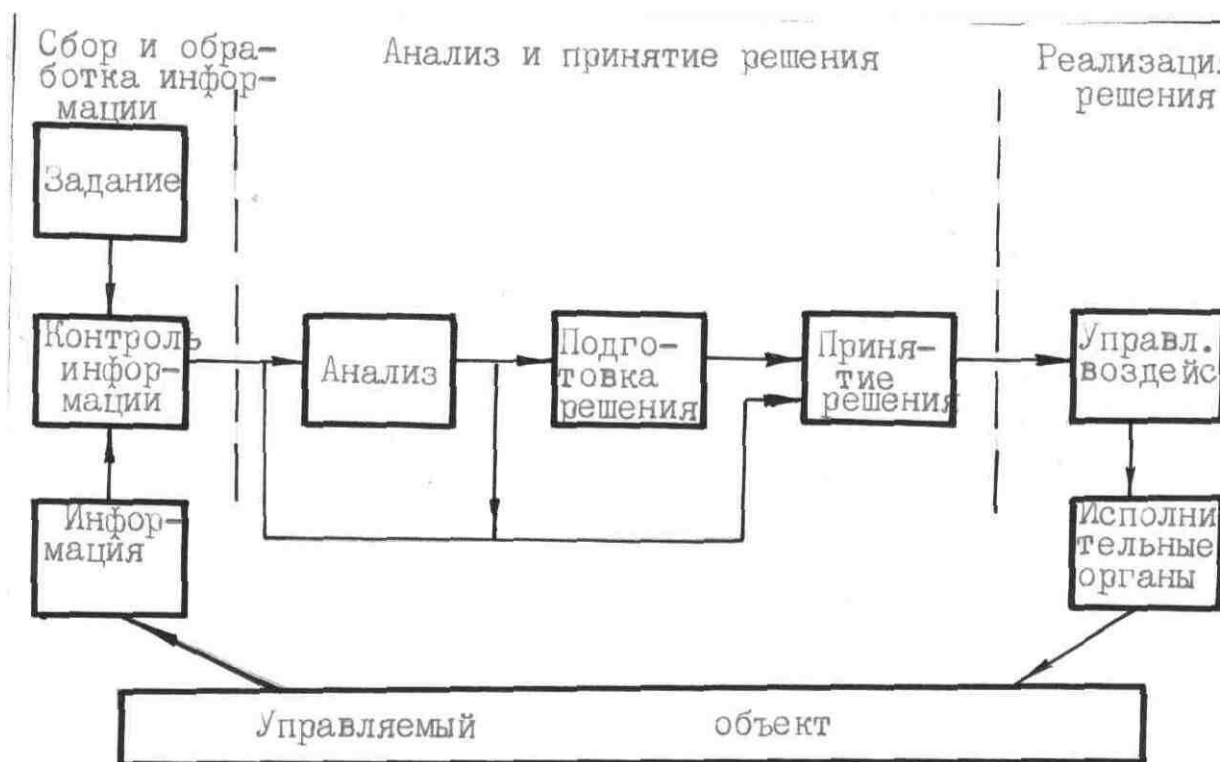 Сбор и обра-
ботка инфор-
мации
Анализ и принятие решения
Реализация
решения
Задание
Контроль
инфор-
мации
Анализ
Подго-
товка
решения
Приня-
тие
решения
Управл.
воздейс
Инфор-
мация
Исполни
тельные
органы
Управляемый объект